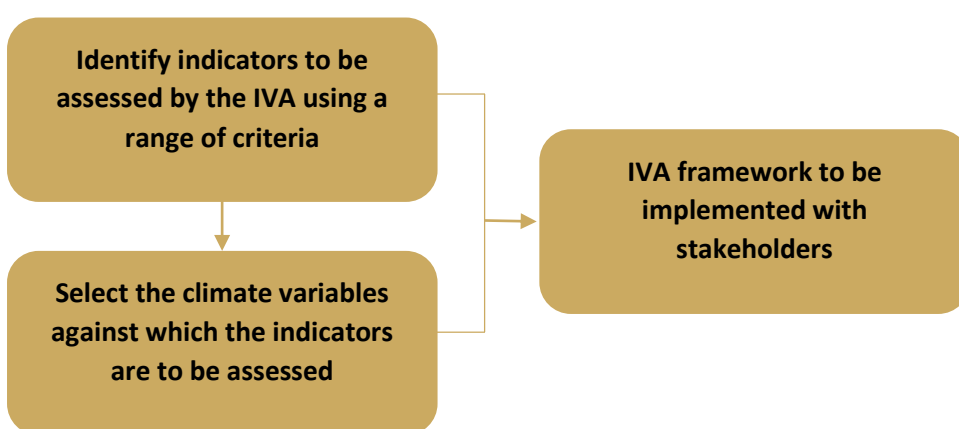 Identify indicators to be
assessed by the IVA using a
range of criteria
Select the climate variables
against which the indicators
are to be assessed
IVA framework to be
implemented with
stakeholders